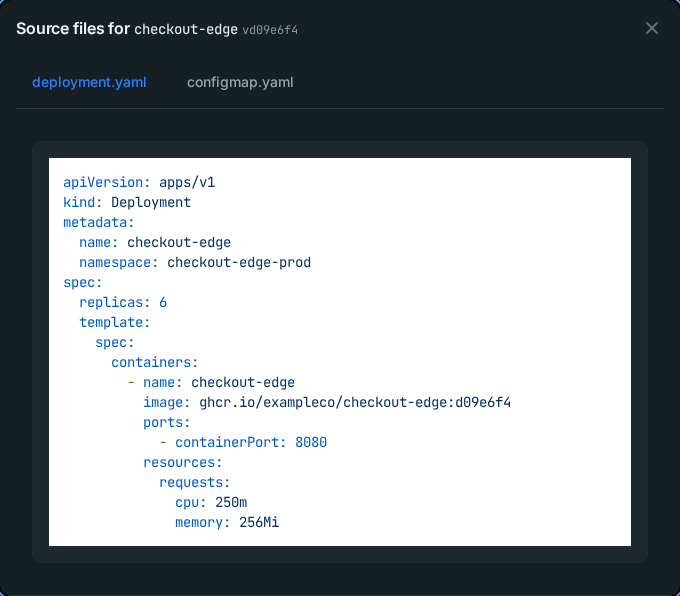 Source files for checkout-edge vd09e6f4
deployment.yaml configmap.yaml
apiVersion: apps/v1
kind: Deployment
metadata:
  name: checkout-edge
  namespace: checkout-edge-prod
spec:
  replicas: 6
  template:
    spec:
      containers:
        - name: checkout-edge
          image: ghcr.io/exampleco/checkout-edge:d09e6f4
          ports:
            - containerPort: 8080
          resources:
            requests:
              cpu: 250m
              memory: 256Mi